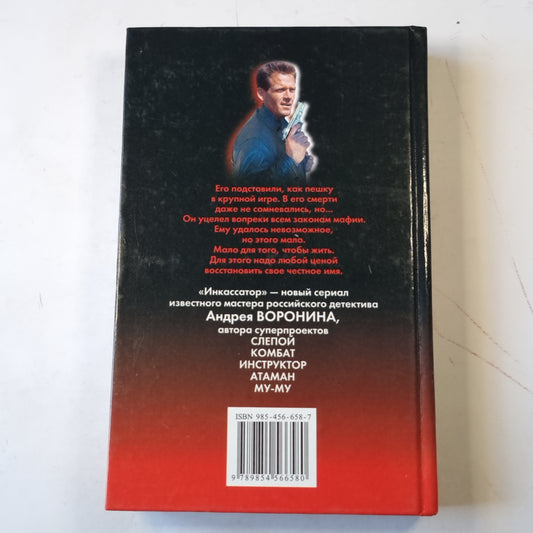 Его подставили, как пешку
в крупной игре. В его смерти
даже не сомневались, но...
Он уцелел вопреки всем законам мафии.
Ему удалось невозможное,
но этого мало.
Мало для того, чтобы жить.
Для этого надо любой ценой
восстановить свое честное имя.
«Инкассатор» — новый сериал
известного мастера российского детектива
Андрея ВОРОНИНА,
автора суперпроектов
СЛЕПОЙ
КОМБАТ
ИНСТРУКТОР
АТАМАН
МУ-МУ
ISBN 985-456-658-7
9 789854 566580